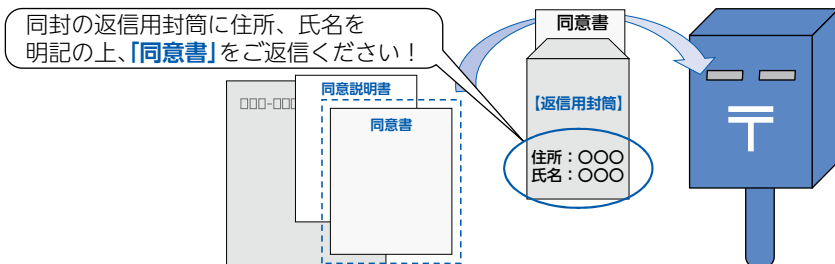 同封の返信用封筒に住所、氏名を
明記の上、「同意書」をご返信ください！
□□□-□□
同意説明書
同意書
同意書
【返信用封筒】
住所：〇〇〇
氏名：〇〇〇
〒